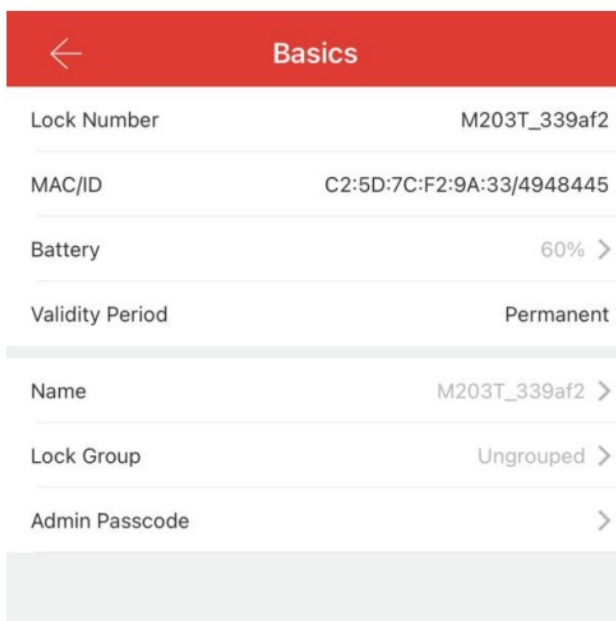 Basics
Lock Number M203T_339af2
MAC/ID C2:5D:7C:F2:9A:33/4948445
Battery 60%
Validity Period Permanent
Name M203T_339af2
Lock Group Ungrouped
Admin Passcode